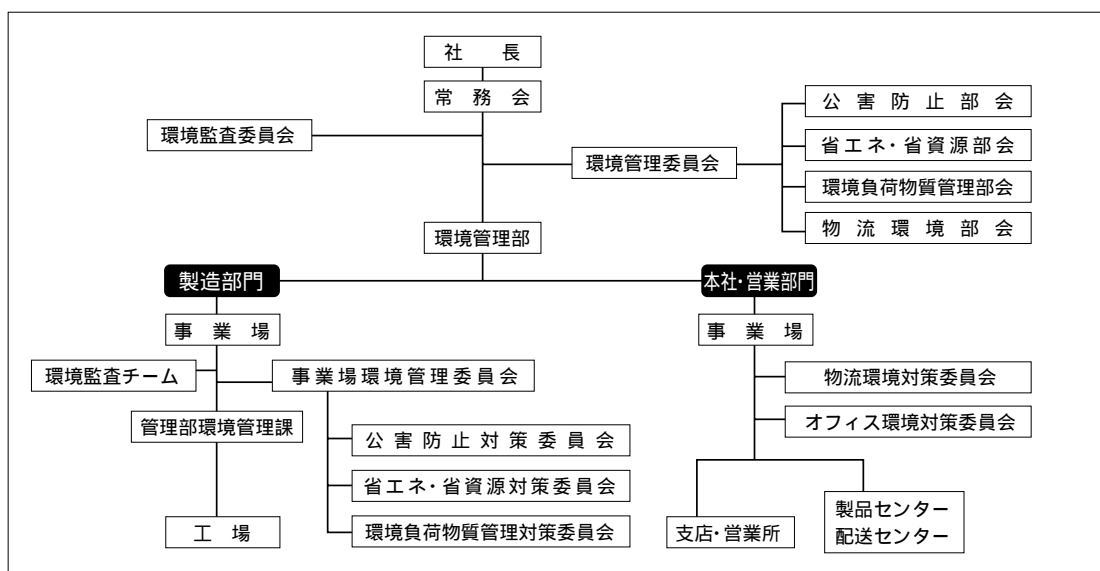 社長
常務会
環境監査委員会
環境管理委員会
公害防止部会
省エネ・省資源部会
環境負荷物質管理部会
物流環境部会
環境管理部
製造部門
本社・営業部門
事業場
事業場
環境監査チーム
事業場環境管理委員会
管理部環境管理課
公害防止対策委員会
省エネ・省資源対策委員会
環境負荷物質管理対策委員会
工場
物流環境対策委員会
オフィス環境対策委員会
支店・営業所
製品センター
配送センター